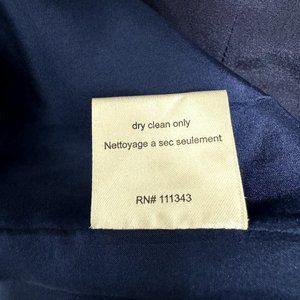 dry clean only
Nettoyage a sec seulement
RN# 111343